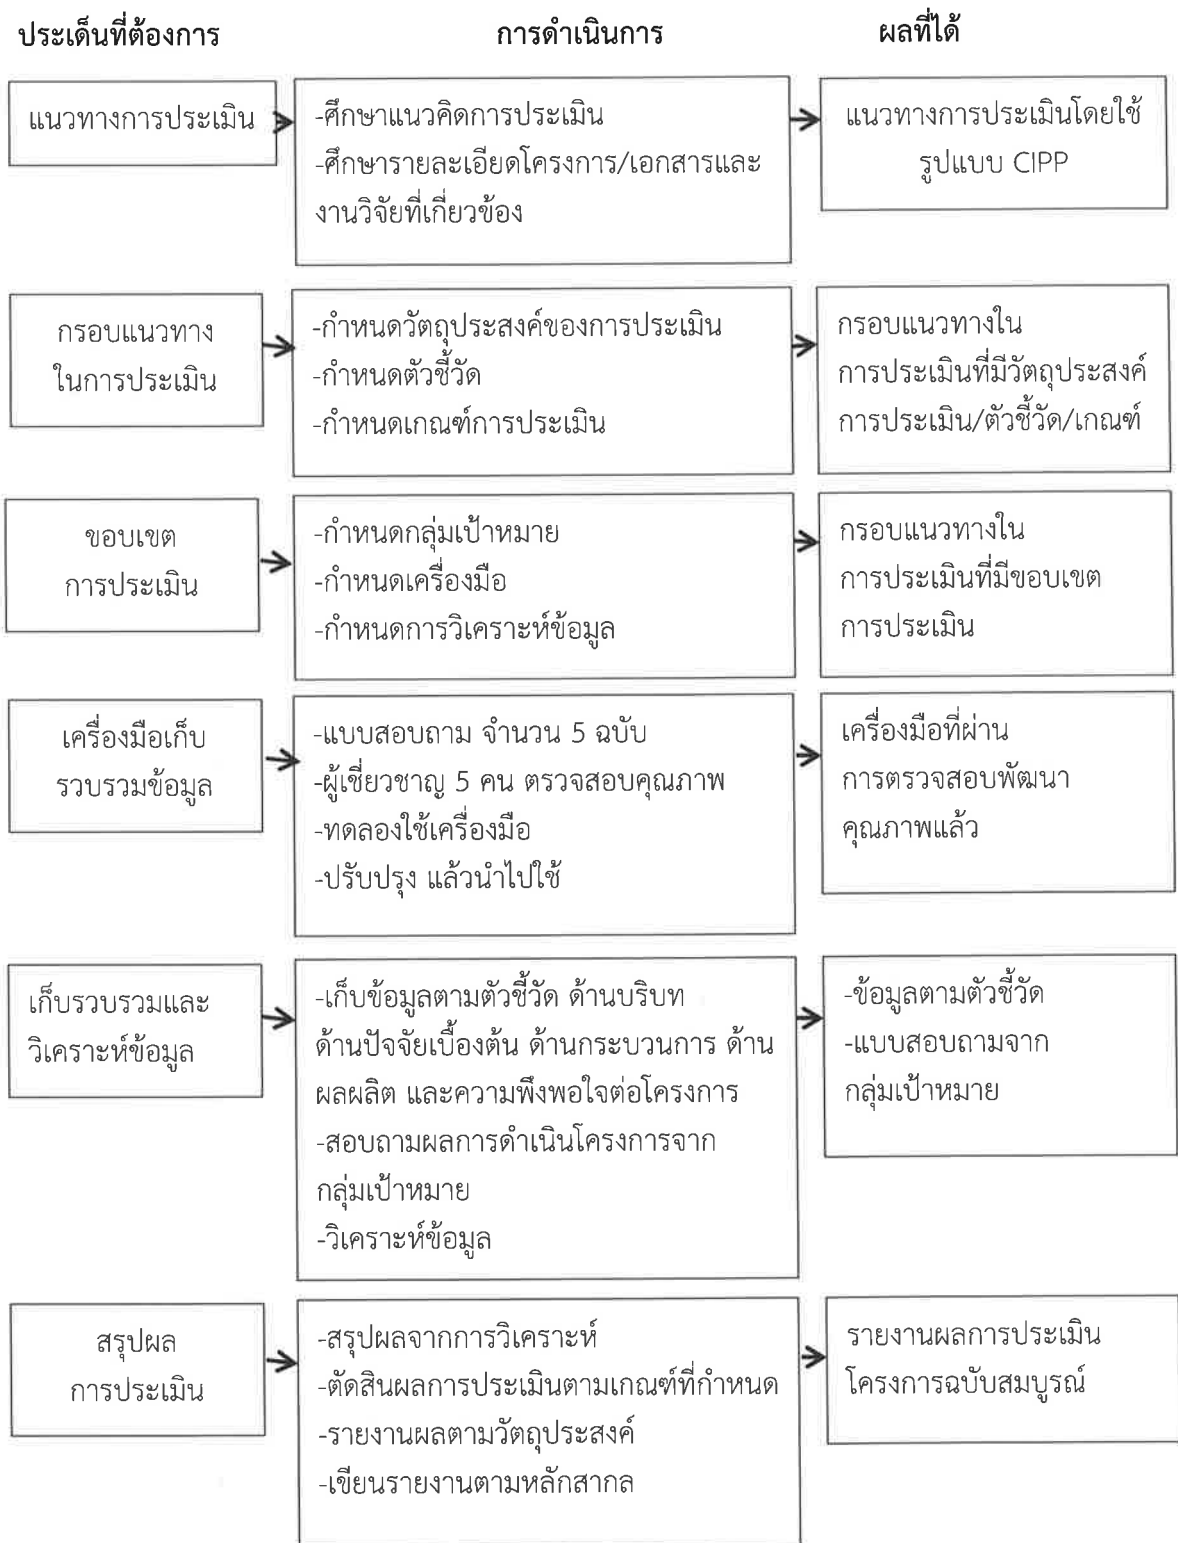 ประเด็นที่ต้องการ
การดำเนินการ
ผลที่ได้
แนวทางการประเมิน
-ศึกษาแนวคิดการประเมิน
-ศึกษารายละเอียดโครงการ/เอกสารและ
งานวิจัยที่เกี่ยวข้อง
แนวทางการประเมินโดยใช้
รูปแบบ CIPP
กรอบแนวทาง
ในการประเมิน
-กำหนดวัตถุประสงค์ของการประเมิน
-กำหนดตัวชี้วัด
-กำหนดเกณฑ์การประเมิน
กรอบแนวทางใน
การประเมินที่มีวัตถุประสงค์
การประเมิน/ตัวชี้วัด/เกณฑ์
ขอบเขต
การประเมิน
-กำหนดกลุ่มเป้าหมาย
-กำหนดเครื่องมือ
-กำหนดการวิเคราะห์ข้อมูล
กรอบแนวทางใน
การประเมินที่มีขอบเขต
การประเมิน
เครื่องมือเก็บ
รวบรวมข้อมูล
-แบบสอบถาม จำนวน 5 ฉบับ
-ผู้เชี่ยวชาญ 5 คน ตรวจสอบคุณภาพ
-ทดลองใช้เครื่องมือ
-ปรับปรุง แล้วนำไปใช้
เครื่องมือที่ผ่าน
การตรวจสอบพัฒนา
คุณภาพแล้ว
เก็บรวบรวมและ
วิเคราะห์ข้อมูล
-เก็บข้อมูลตามตัวชี้วัด ด้านบริบท
ด้านปัจจัยเบื้องต้น ด้านกระบวนการ ด้าน
ผลผลิต และความพึงพอใจต่อโครงการ
-สอบถามผลการดำเนินโครงการจาก
กลุ่มเป้าหมาย
-วิเคราะห์ข้อมูล
-ข้อมูลตามตัวชี้วัด
-แบบสอบถามจาก
กลุ่มเป้าหมาย
สรุปผล
การประเมิน
-สรุปผลจากการวิเคราะห์
-ตัดสินผลการประเมินตามเกณฑ์ที่กำหนด
-รายงานผลตามวัตถุประสงค์
-เขียนรายงานตามหลักสากล
รายงานผลการประเมิน
โครงการฉบับสมบูรณ์